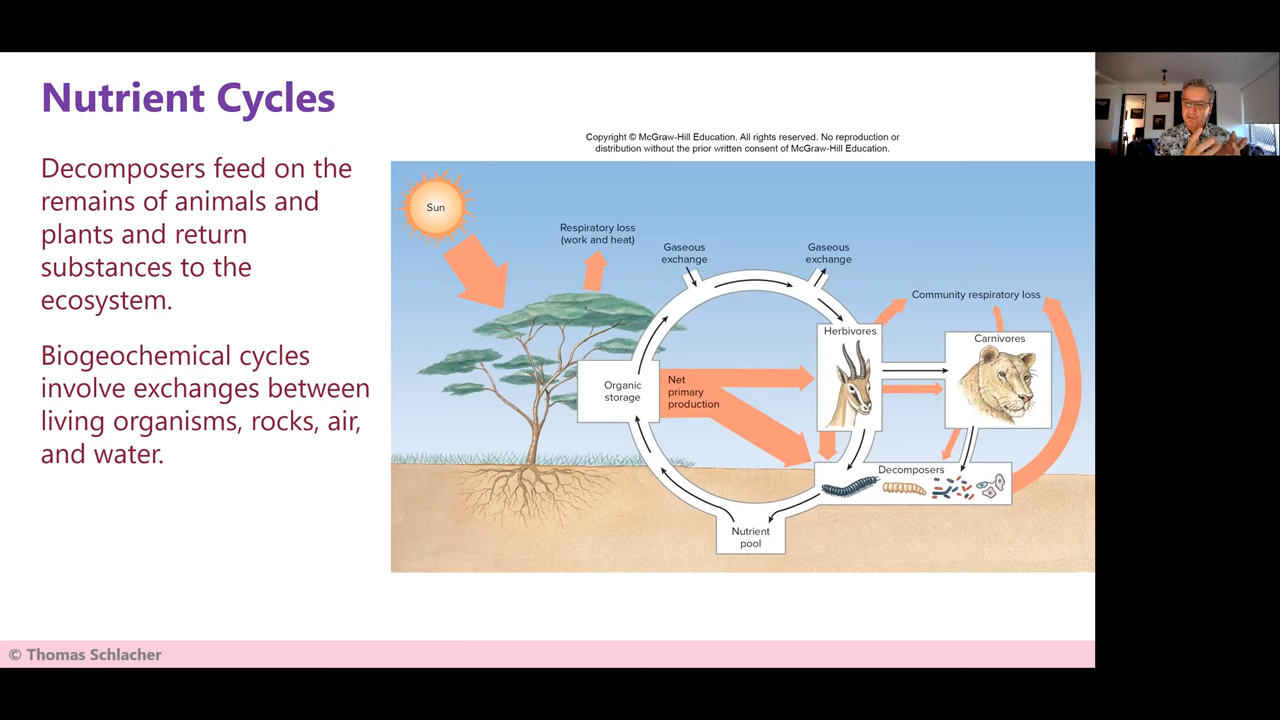 Nutrient Cycles
Decomposers feed on the
remains of animals and
plants and return
substances to the
ecosystem.
Biogeochemical cycles
involve exchanges between
living organisms, rocks, air,
and water.
Copyright © McGraw-Hill Education. All rights reserved. No reproduction or
distribution without the prior written consent of McGraw-Hill Education.
Sun
Respiratory loss
(work and heat)
Gaseous
exchange
Gaseous
exchange
Community respiratory loss
Herbivores
Carnivores
Organic
storage
Net
primary
production
Decomposers
Nutrient
pool
© Thomas Schlacher